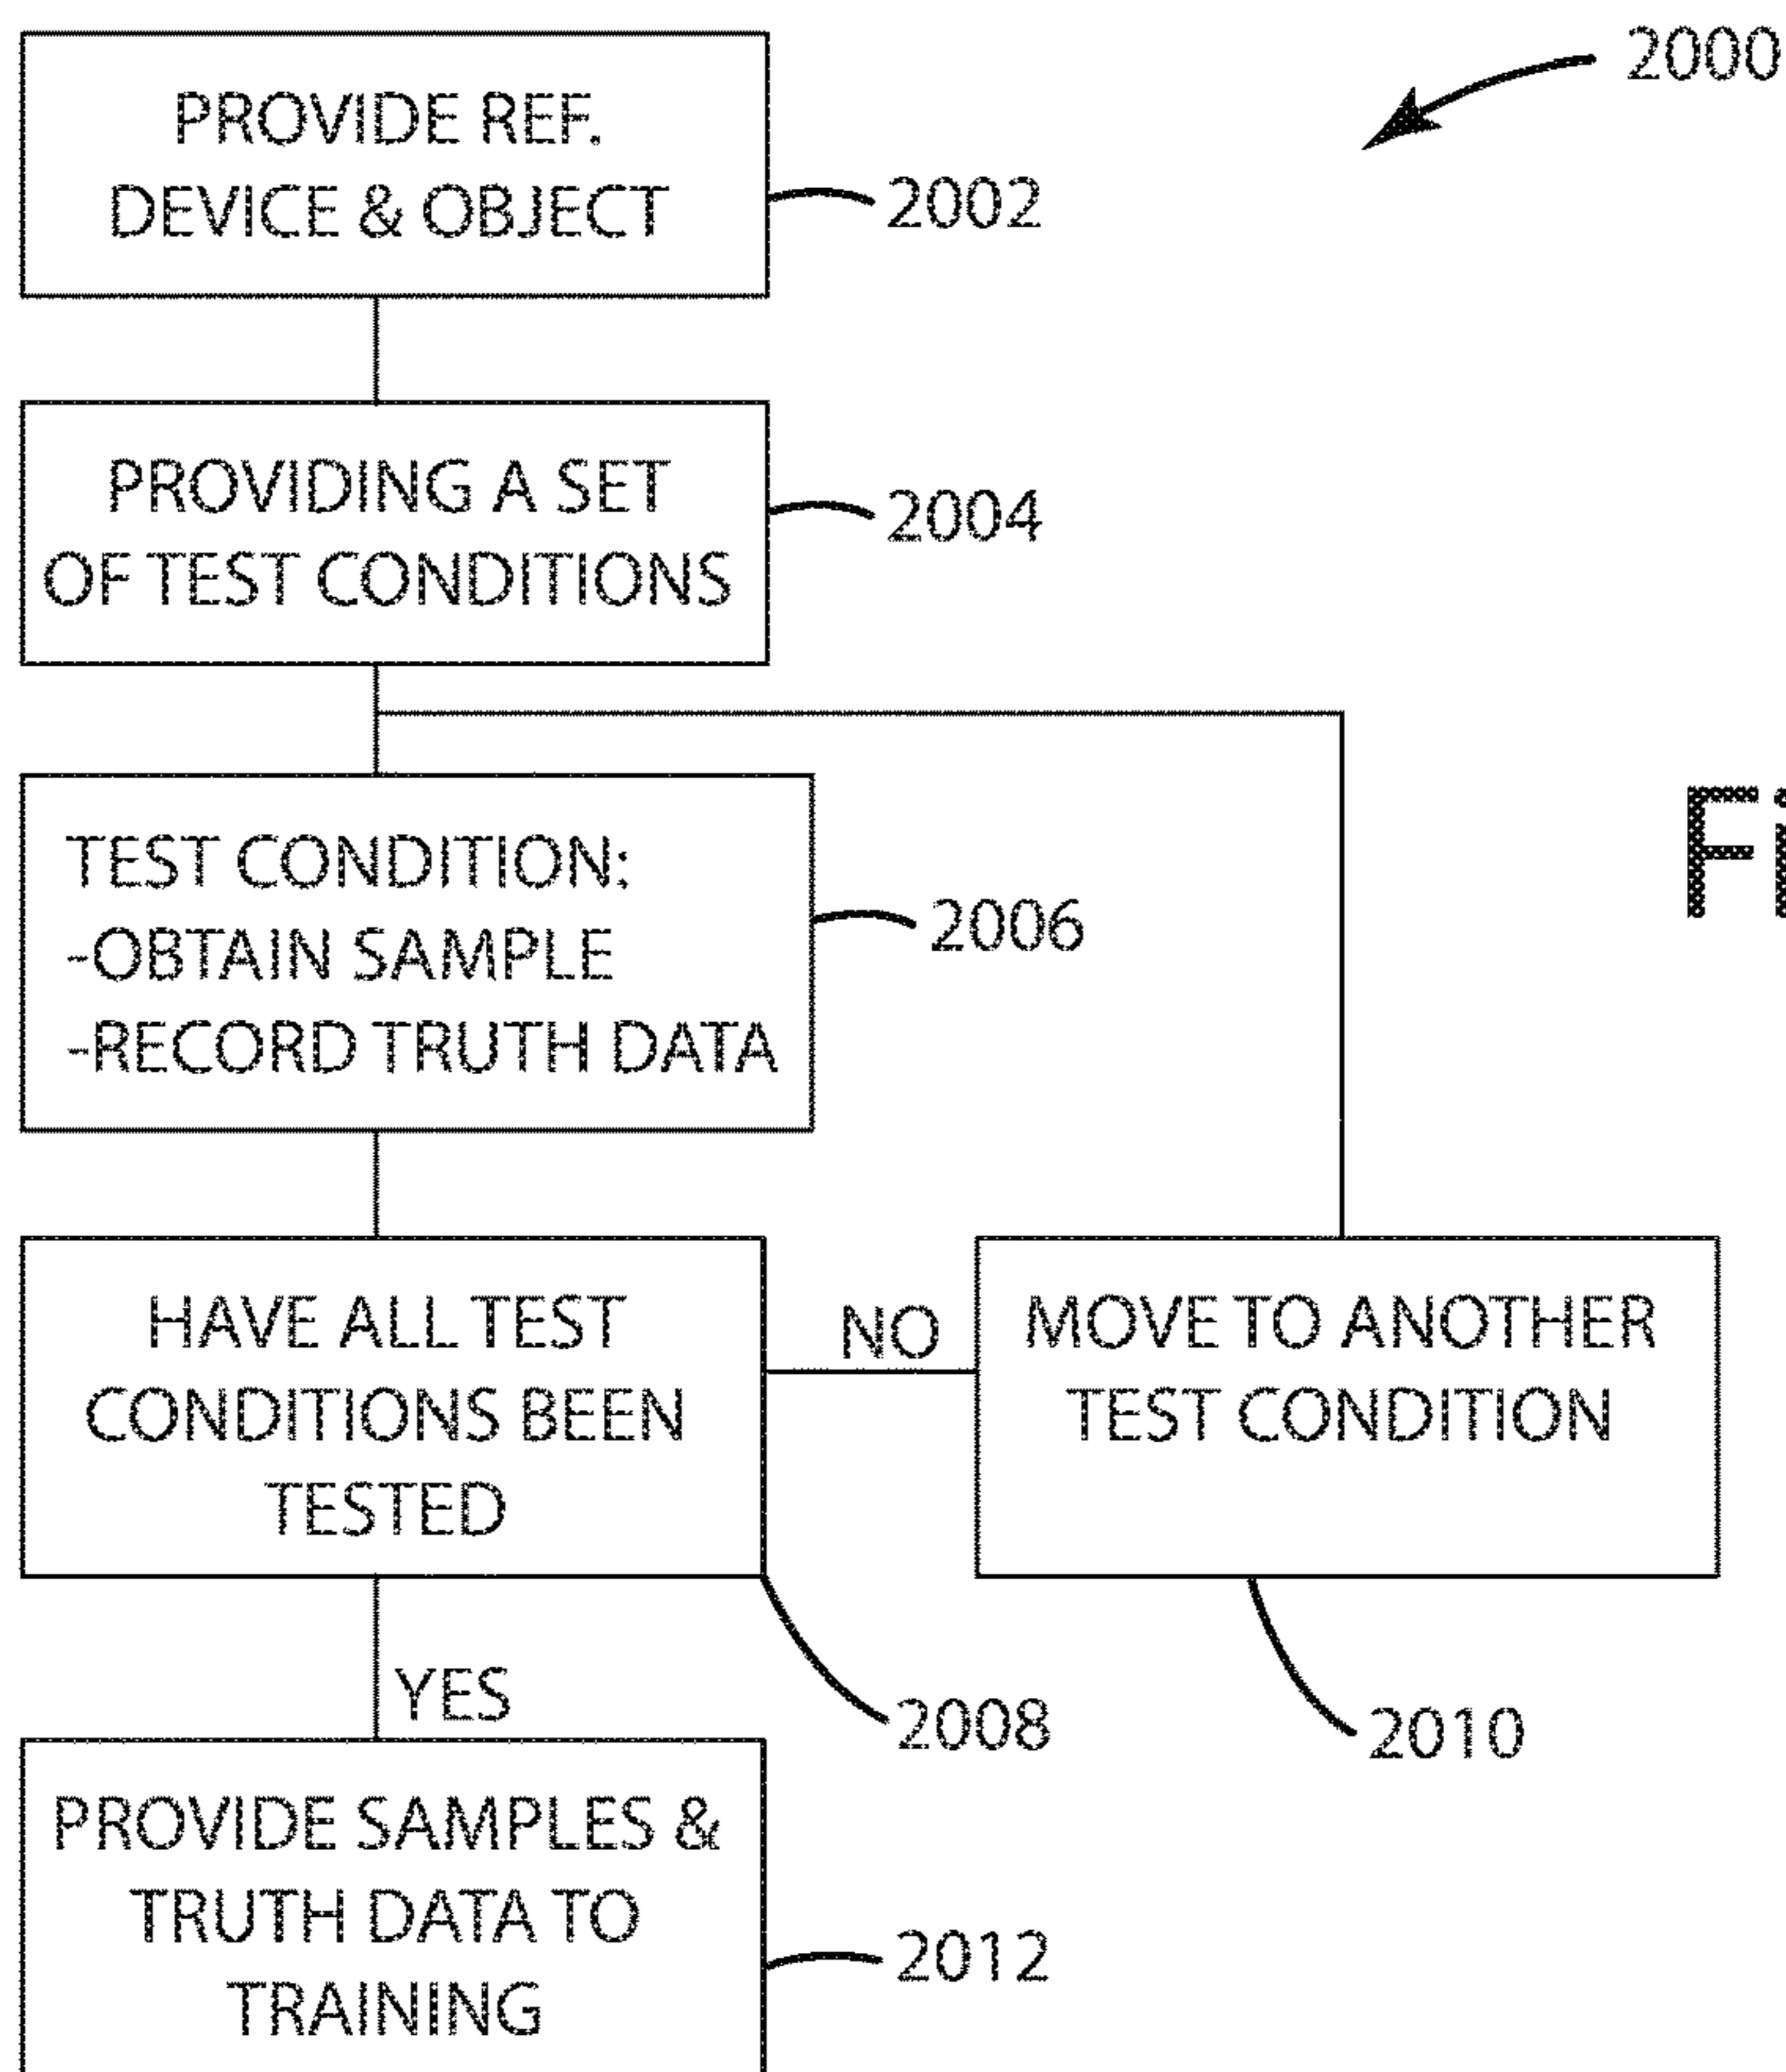 2000
PROVIDE REF.
DEVICE & OBJECT
2002
PROVIDING A SET
OF TEST CONDITIONS
2004
TEST CONDITION:
-OBTAIN SAMPLE
-RECORD TRUTH DATA
2006
HAVE ALL TEST
CONDITIONS BEEN
TESTED
2008
NO
MOVE TO ANOTHER
TEST CONDITION
2010
YES
PROVIDE SAMPLES &
TRUTH DATA TO
TRAINING
2012